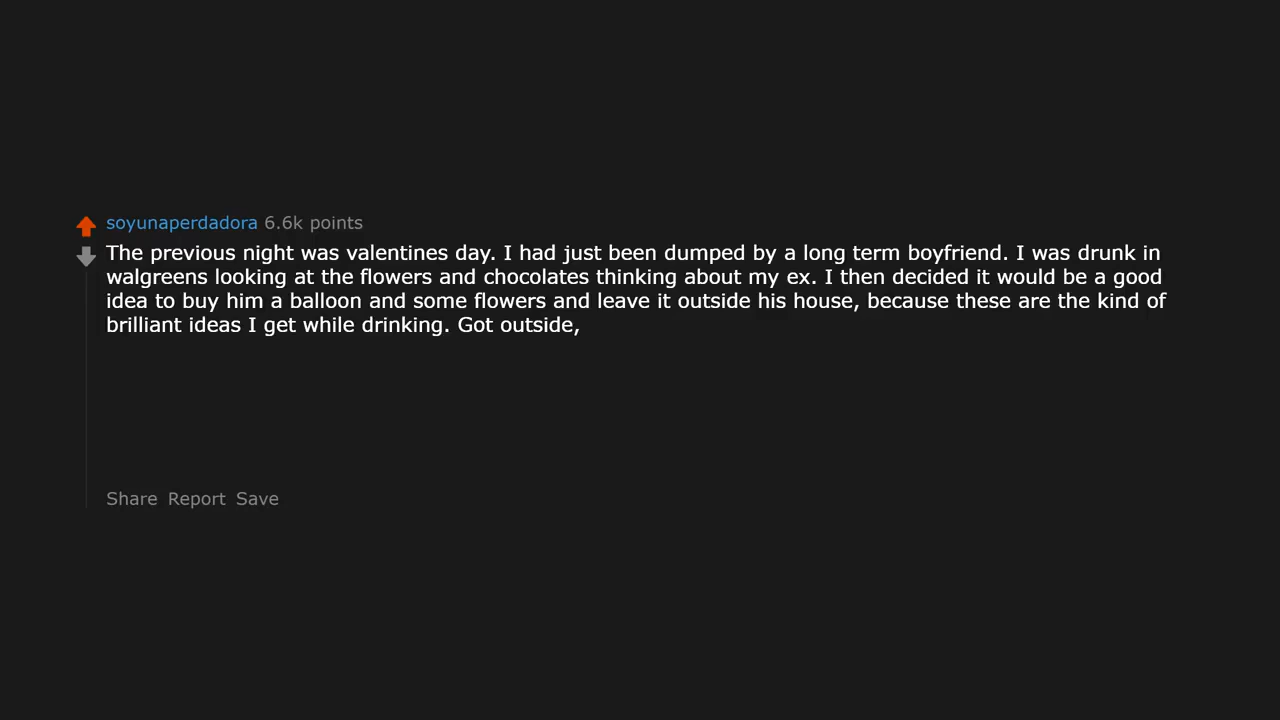 soyunaperdadora 6.6k points
The previous night was valentines day. I had just been dumped by a long term boyfriend. I was drunk in
walgreens looking at the flowers and chocolates thinking about my ex. I then decided it would be a good
idea to buy him a balloon and some flowers and leave it outside his house, because these are the kind of
brilliant ideas I get while drinking. Got outside,
Share Report Save